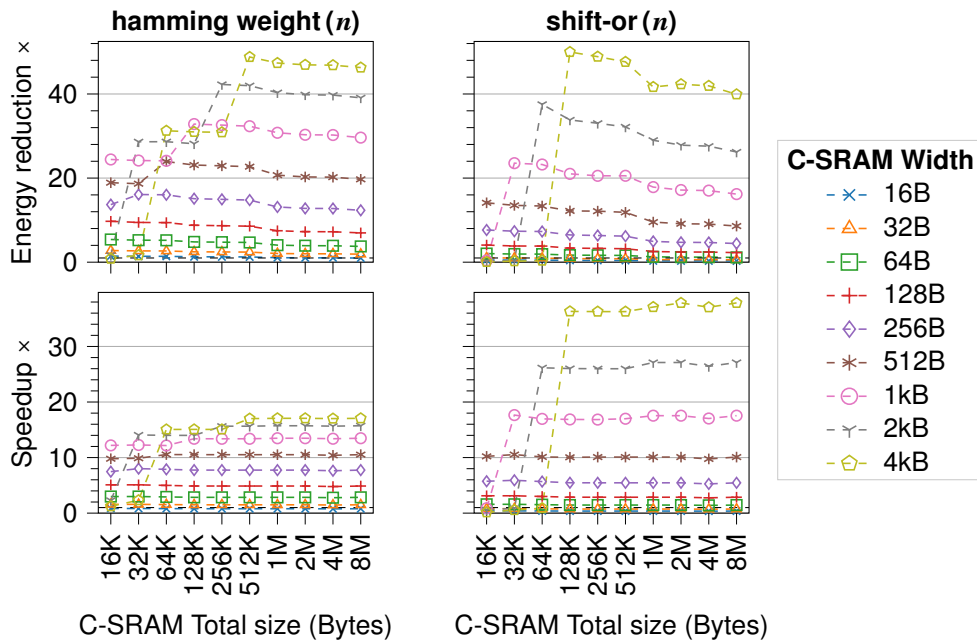 hamming weight (n)
shift-or (n)
Energy reduction ×
40
20
0
Speedup ×
30
20
10
0
16K
32K
64K
128K
256K
512K
1M
2M
4M
8M
16K
32K
64K
128K
256K
512K
1M
2M
4M
8M
C-SRAM Total size (Bytes)
C-SRAM Total size (Bytes)
C-SRAM Width
16B
32B
64B
128B
256B
512B
1kB
2kB
4kB